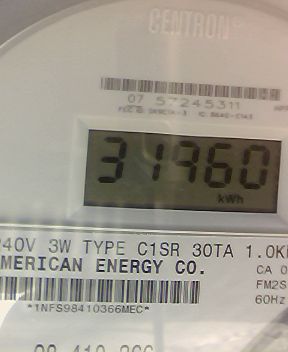 CENTRON
07 57245311
31960
kWh
240V 3W TYPE C1SR 30TA 1.0K
AMERICAN ENERGY CO.
CA 0
FM2S
60Hz
*1NFS98410366MEC*